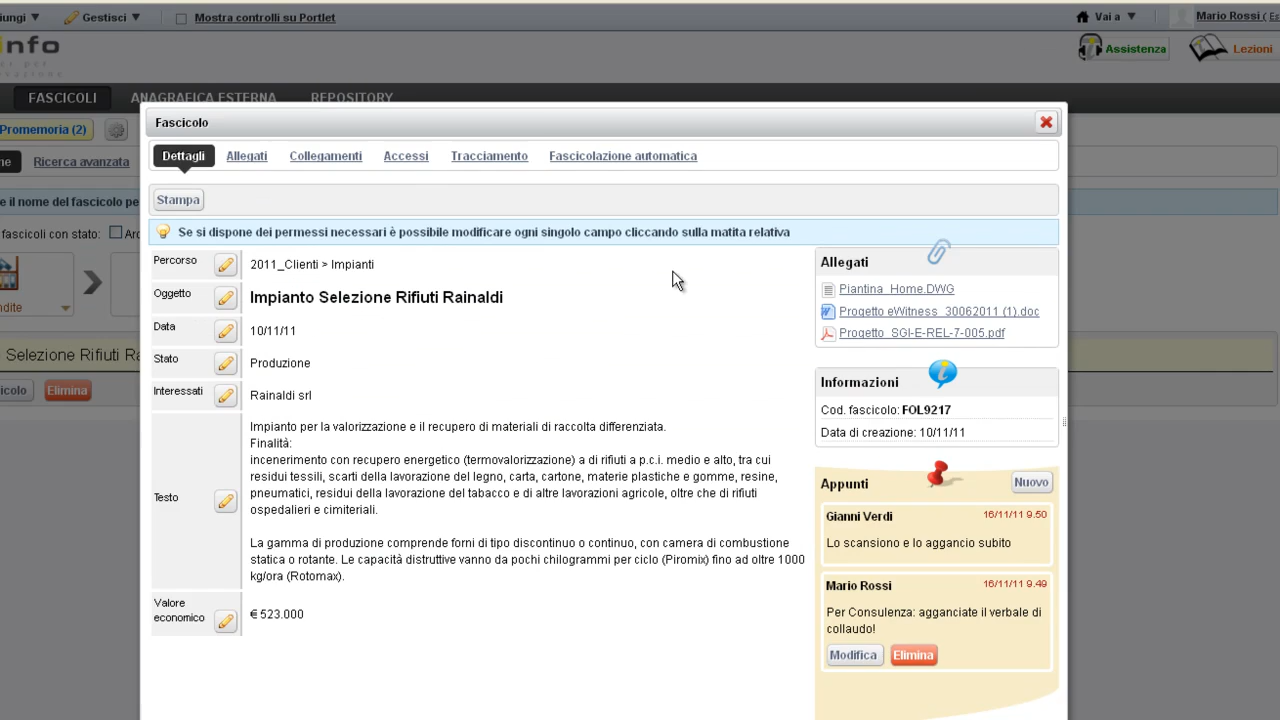 iungi
Gestisci
Mostra controlli su Portlet
Vai a
Mario Rossi ( Es
nfo
Assistenza
Lezioni
FASCICOLI
ANAGRAFICA ESTERNA
REPOSITORY
Promemoria (2)
ne
Ricerca avanzata
e il nome del fascicolo pe
fascicoli con stato:
Arc
dite
Selezione Rifiuti Ra
icolo
Elimina
Fascicolo
Dettagli
Allegati
Collegamenti
Accessi
Tracciamento
Fascicolazione automatica
Stampa
Se si dispone dei permessi necessari è possibile modificare ogni singolo campo cliccando sulla matita relativa
Percorso
2011_Clienti > Impianti
Oggetto
Impianto Selezione Rifiuti Rainaldi
Data
10/11/11
Stato
Produzione
Interessati
Rainaldi srl
Testo
Impianto per la valorizzazione e il recupero di materiali di raccolta differenziata.
Finalità:
incenerimento con recupero energetico (termovalorizzazione) a di rifiuti a p.c.i. medio e alto, tra cui
residui tessili, scarti della lavorazione del legno, carta, cartone, materie plastiche e gomme, resine,
pneumatici, residui della lavorazione del tabacco e di altre lavorazioni agricole, oltre che di rifiuti
ospedalieri e cimiteriali.
La gamma di produzione comprende forni di tipo discontinuo o continuo, con camera di combustione
statica o rotante. Le capacità distruttive vanno da pochi chilogrammi per ciclo (Piromix) fino ad oltre 1000
kg/ora (Rotomax).
Valore
economico
€ 523.000
Allegati
Piantina_Home.DWG
Progetto eWitness_30062011 (1).doc
Progetto_SGI-E-REL-7-005.pdf
Informazioni
Cod. fascicolo: FOL9217
Data di creazione: 10/11/11
Appunti
Nuovo
Gianni Verdi
16/11/11 9.50
Lo scansiono e lo aggancio subito
Mario Rossi
16/11/11 9.49
Per Consulenza: agganciate il verbale di
collaudo!
Modifica
Elimina